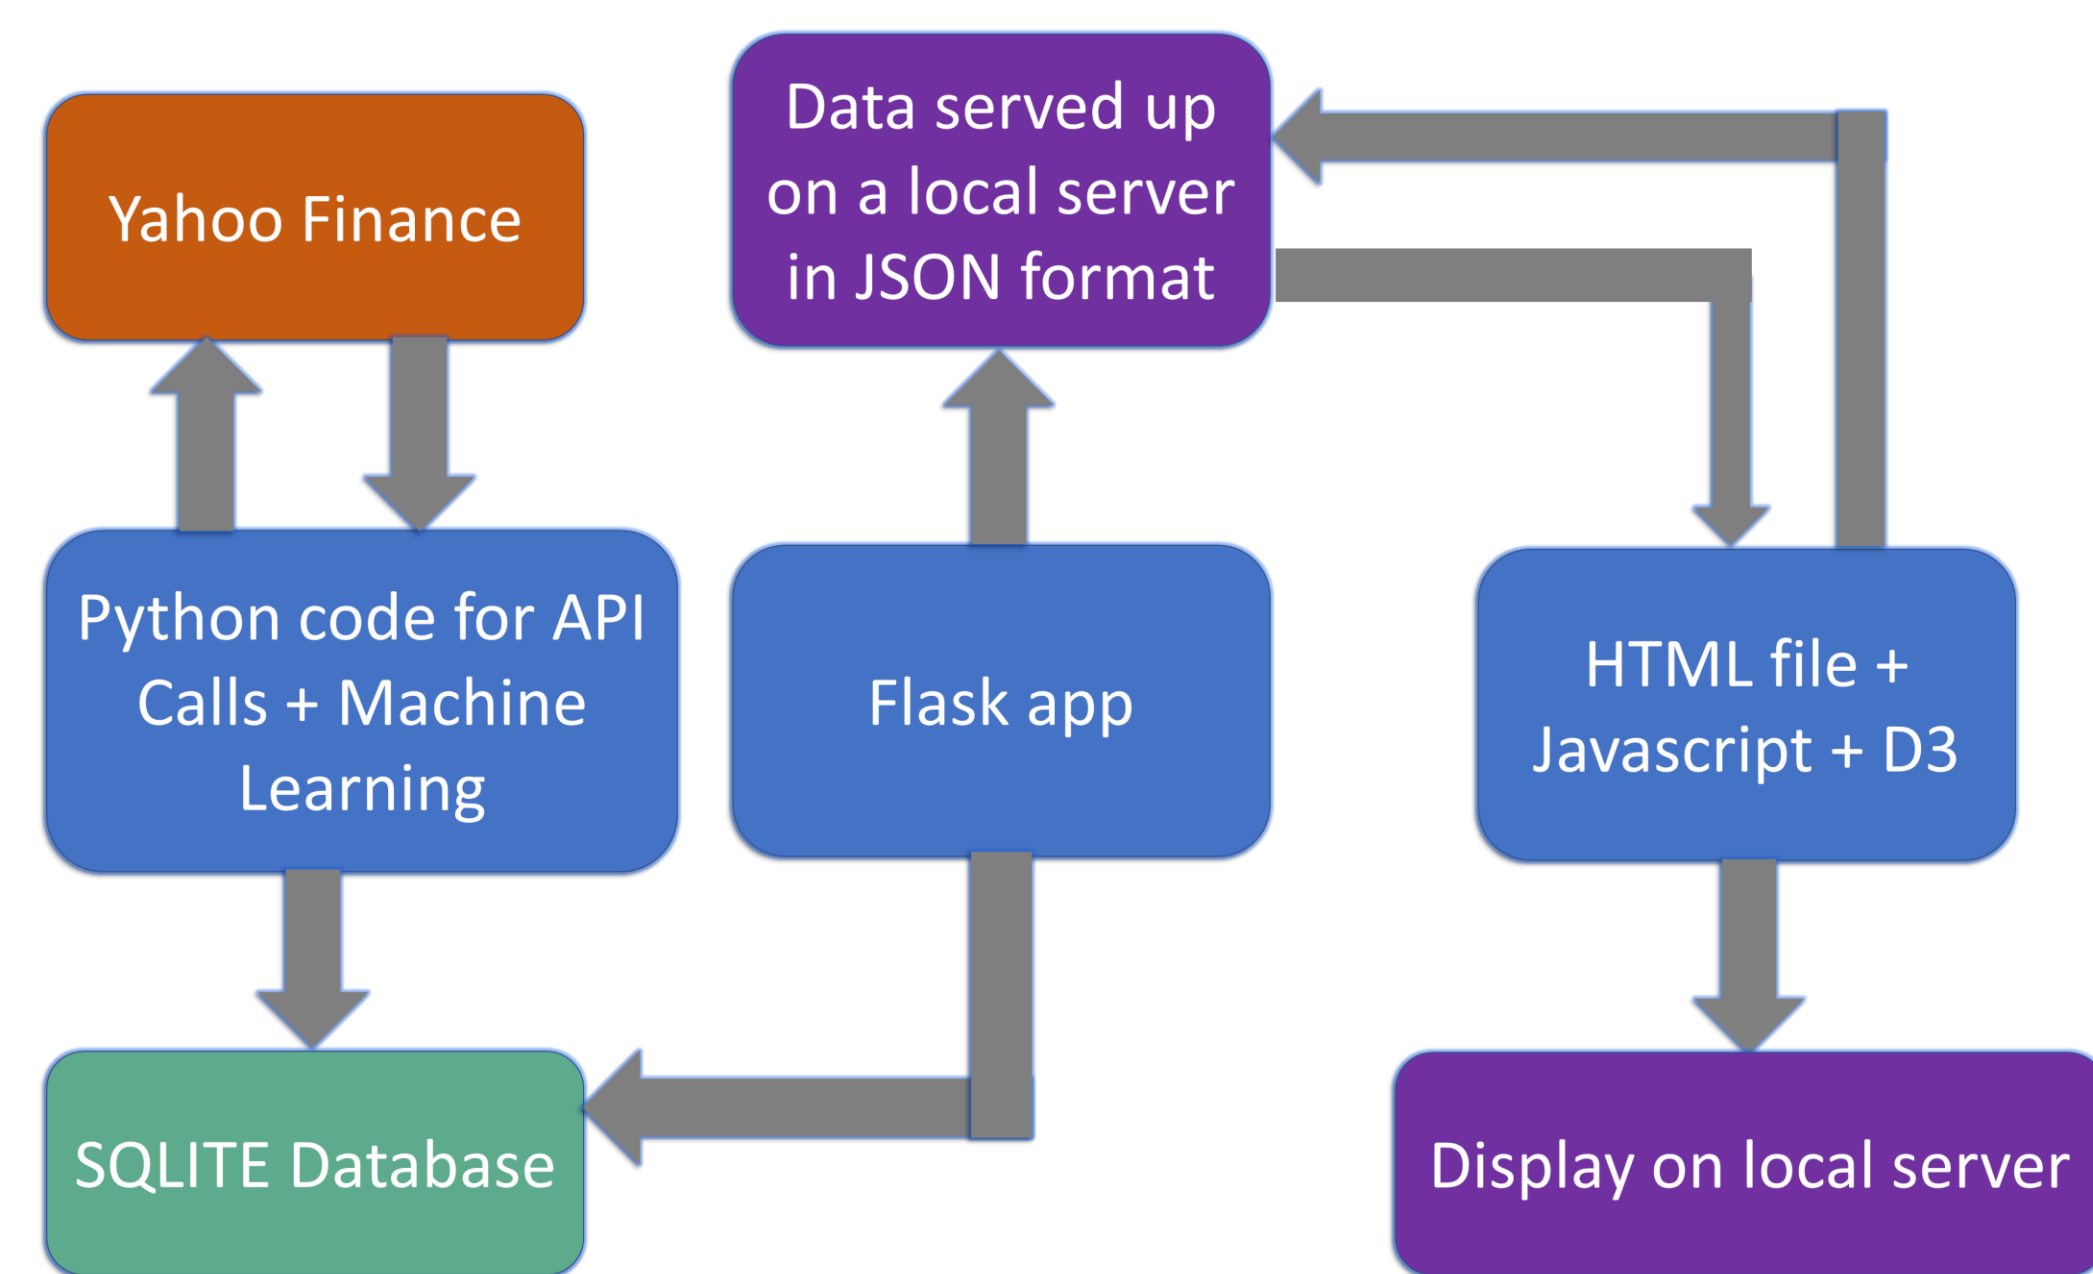 Yahoo Finance
Data served up
on a local server
in JSON format
Python code for API
Calls + Machine
Learning
Flask app
HTML file +
Javascript + D3
SQLITE Database
Display on local server